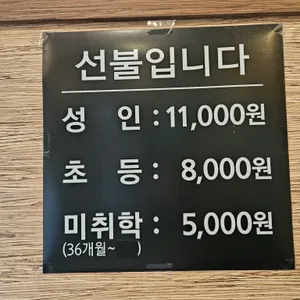 선불입니다
성 인 : 11,000원
초 등 : 8,000원
미취학 : 5,000원
(36개월~ )